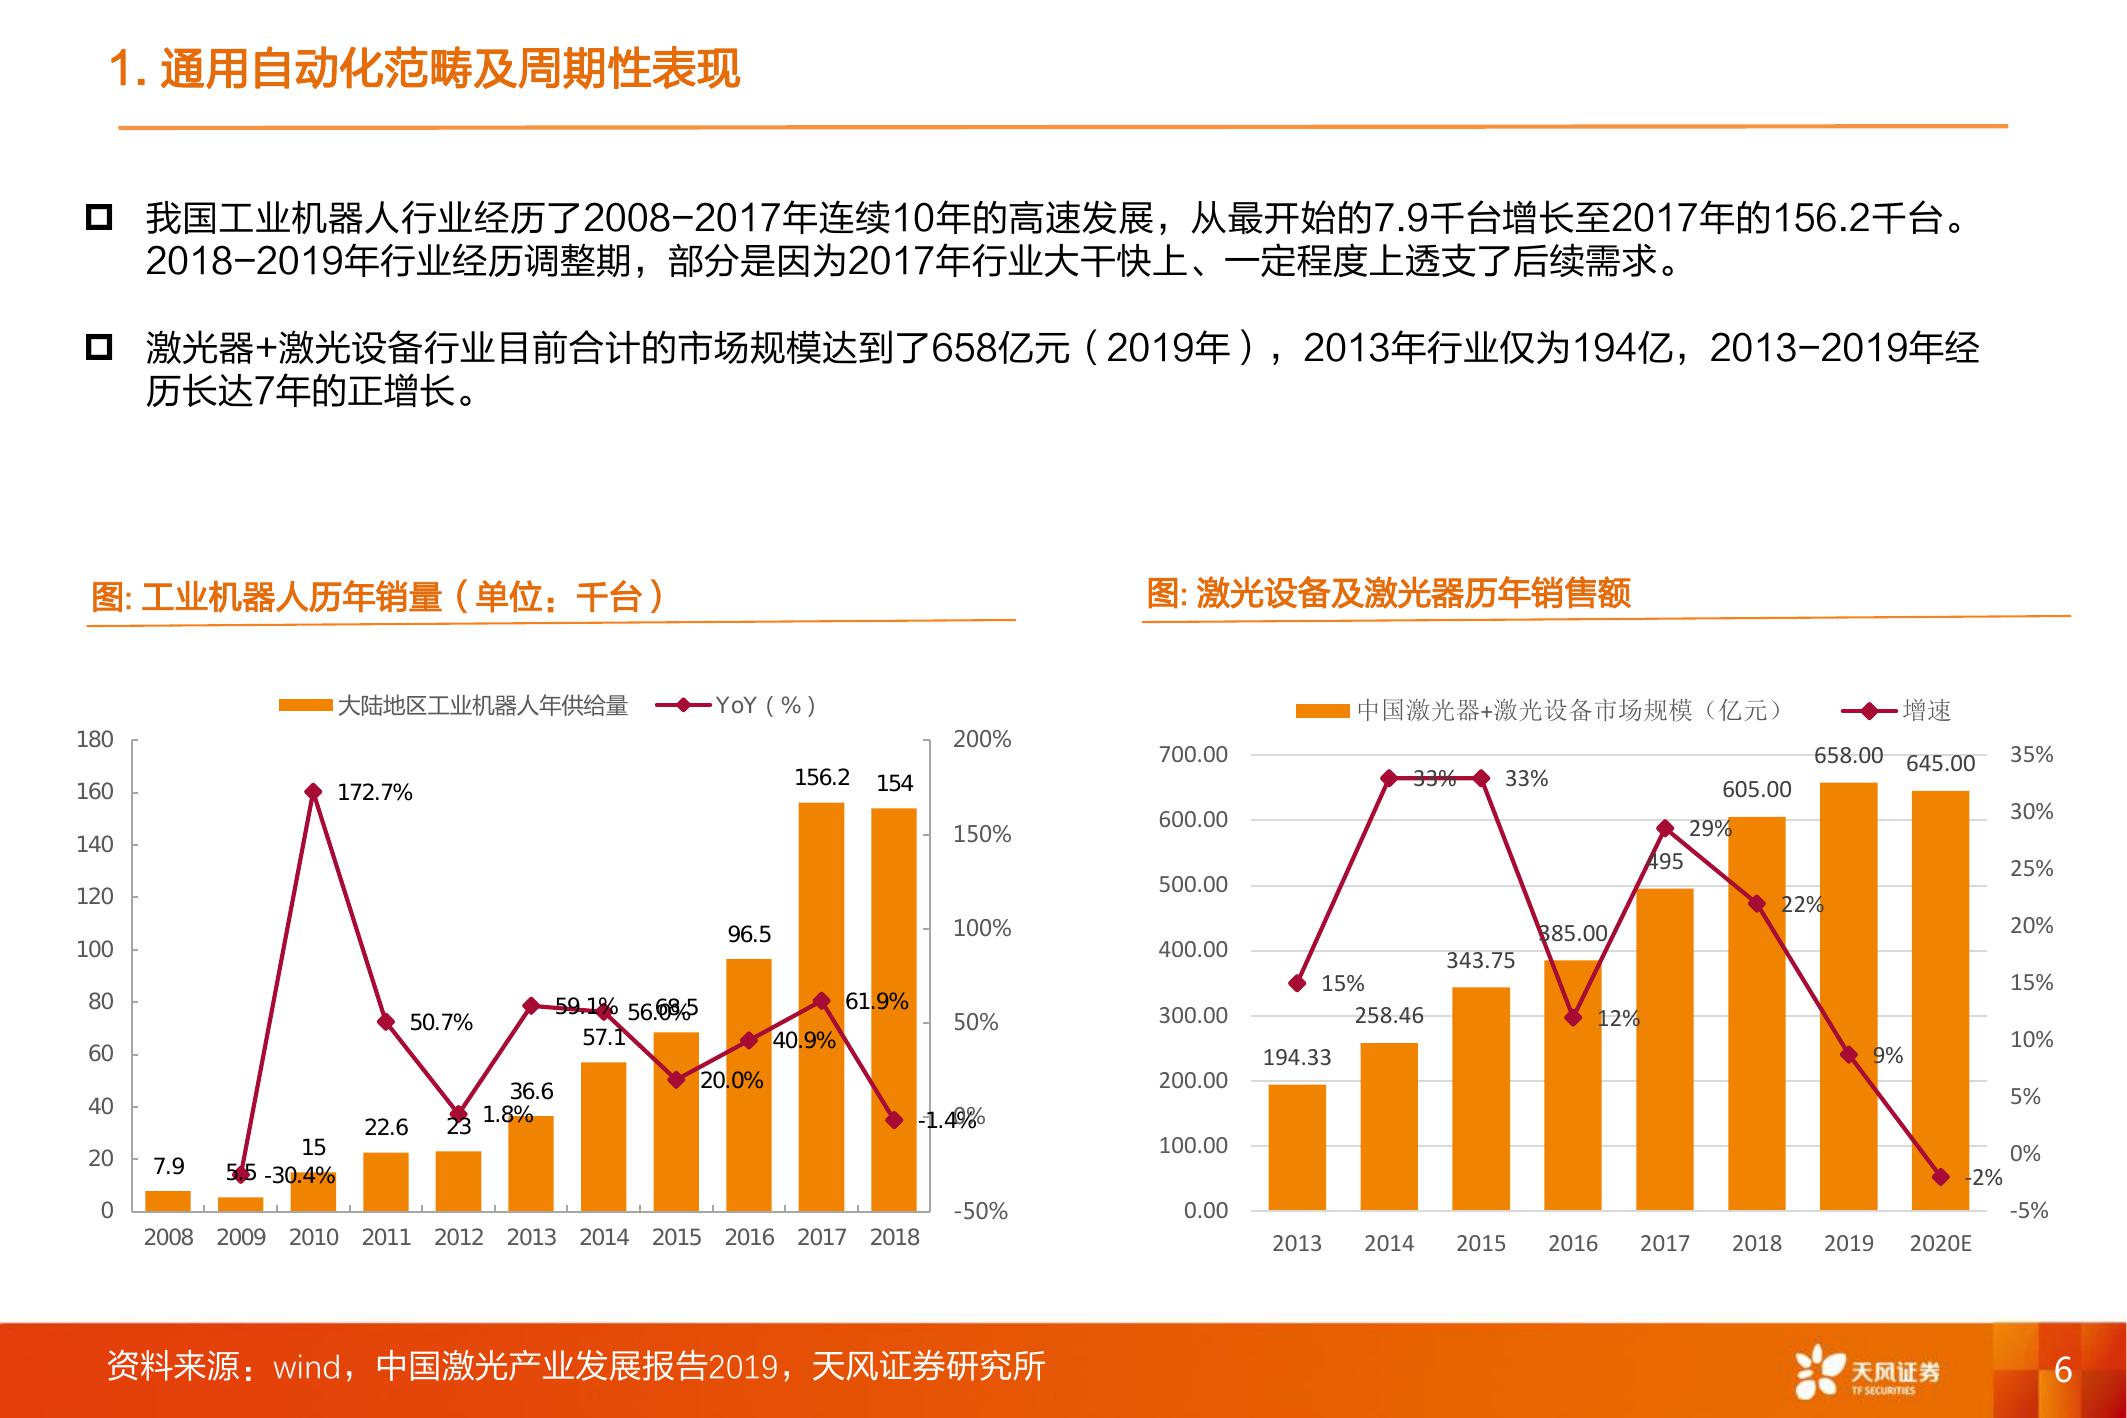 1. 通用自动化范畴及周期性表现
我国工业机器人行业经历了2008-2017年连续10年的高速发展，从最开始的7.9千台增长至2017年的156.2千台。
2018-2019年行业经历调整期，部分是因为2017年行业大干快上、一定程度上透支了后续需求。
激光器+激光设备行业目前合计的市场规模达到了658亿元（2019年），2013年行业仅为194亿，2013-2019年经
历长达7年的正增长。
图: 工业机器人历年销量（单位：千台）
大陆地区工业机器人年供给量 YoY（%）
180
160
140
120
100
80
60
40
20
0
200%
150%
100%
50%
0%
-50%
7.9 5.5 15 22.6 23 36.6 57.1 68.5 96.5 156.2 154
-30.4% 172.7% 50.7% 1.8% 59.1% 56.0% 20.0% 40.9% 61.9% -1.4%
2008 2009 2010 2011 2012 2013 2014 2015 2016 2017 2018
图: 激光设备及激光器历年销售额
中国激光器+激光设备市场规模（亿元） 增速
700.00
600.00
500.00
400.00
300.00
200.00
100.00
0.00
35%
30%
25%
20%
15%
10%
5%
0%
-5%
194.33 258.46 343.75 385.00 495 605.00 658.00 645.00
15% 33% 33% 12% 29% 22% 9% -2%
2013 2014 2015 2016 2017 2018 2019 2020E
资料来源：wind，中国激光产业发展报告2019，天风证券研究所
天风证券
TF SECURITIES
6